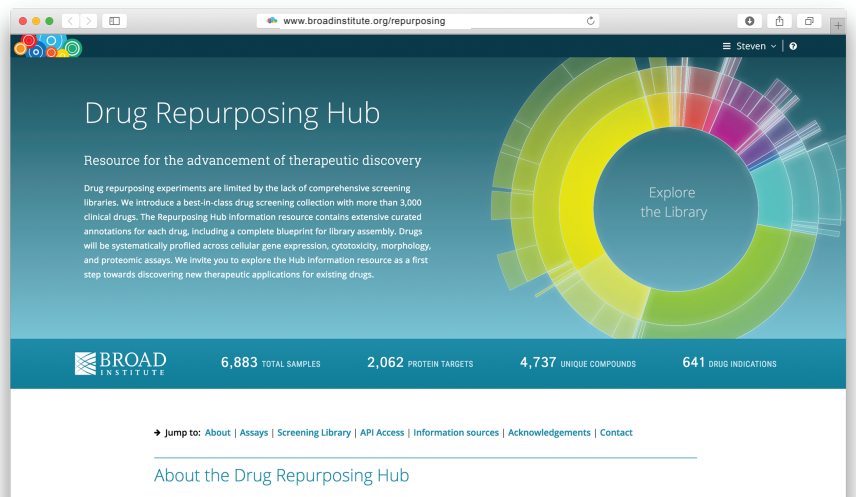 www.broadinstitute.org/repurposing
Steven
Drug Repurposing Hub
Resource for the advancement of therapeutic discovery
Drug repurposing experiments are limited by the lack of comprehensive screening
libraries. We introduce a best-in-class drug screening collection with more than 3,000
clinical drugs. The Repurposing Hub information resource contains extensive curated
annotations for each drug, including a complete blueprint for library assembly. Drugs
will be systematically profiled across cellular gene expression, cytotoxicity, morphology,
and proteomic assays. We invite you to explore the Hub information resource as a first
step towards discovering new therapeutic applications for existing drugs.
Explore
the Library
BROAD
INSTITUTE
6,883 TOTAL SAMPLES
2,062 PROTEIN TARGETS
4,737 UNIQUE COMPOUNDS
641 DRUG INDICATIONS
→ Jump to: About | Assays | Screening Library | API Access | Information sources | Acknowledgements | Contact
About the Drug Repurposing Hub